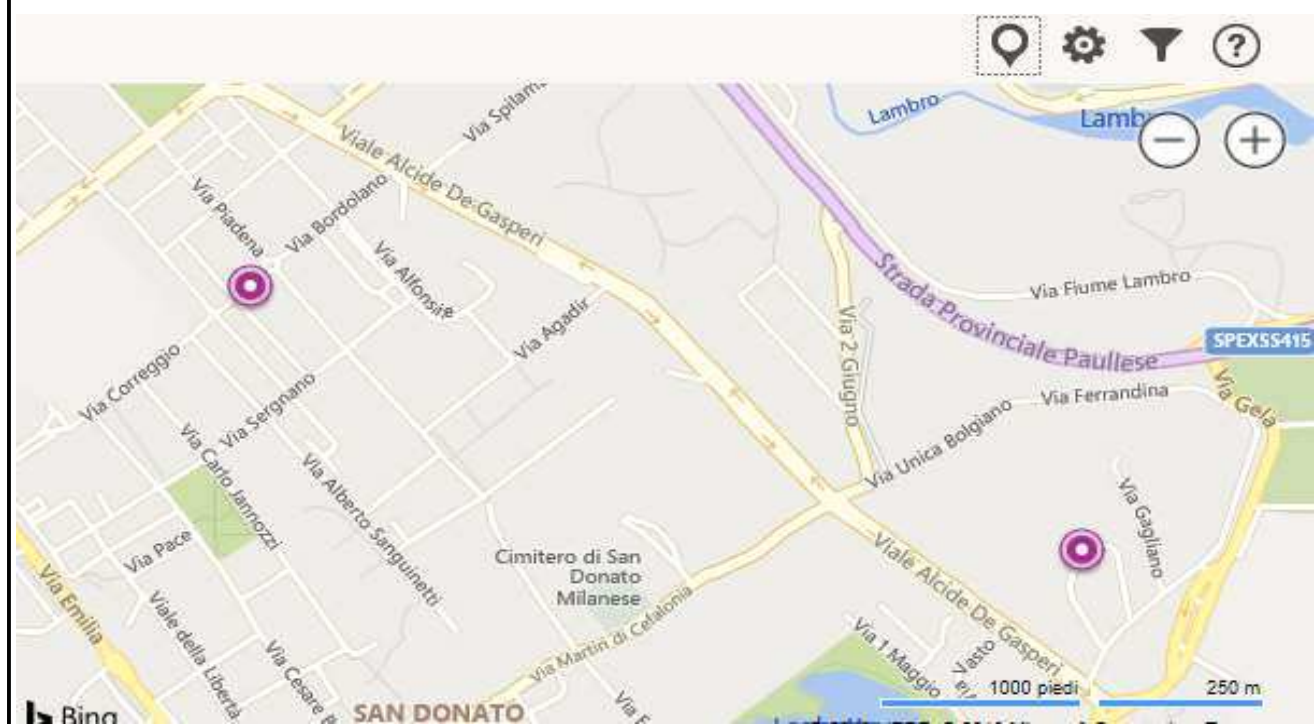 ?
Lambro
Via Piadena
Via Bordolano
Viale Alcide De Gasperi
Via Alfonsine
Via Agadir
Via Correggio
Via Sergnano
Via Carlo Jannozzi
Via Alberto Sanguinetti
Via Pace
Via Emilia
Viale della Libertà
Via Cesare
Cimitero di San
Donato
Milanese
Via Martiri di Cefalonia
SAN DONATO
Via 2 Giugno
Strada Provinciale Paullese
Via Fiume Lambro
SPEXSS415
Via Gela
Via Ferrandina
Via Unica Bolgiano
Via Gagliano
Viale Alcide De Gasperi
Via 1 Maggio
Via Vasto
1000 piedi
250 m
Bing